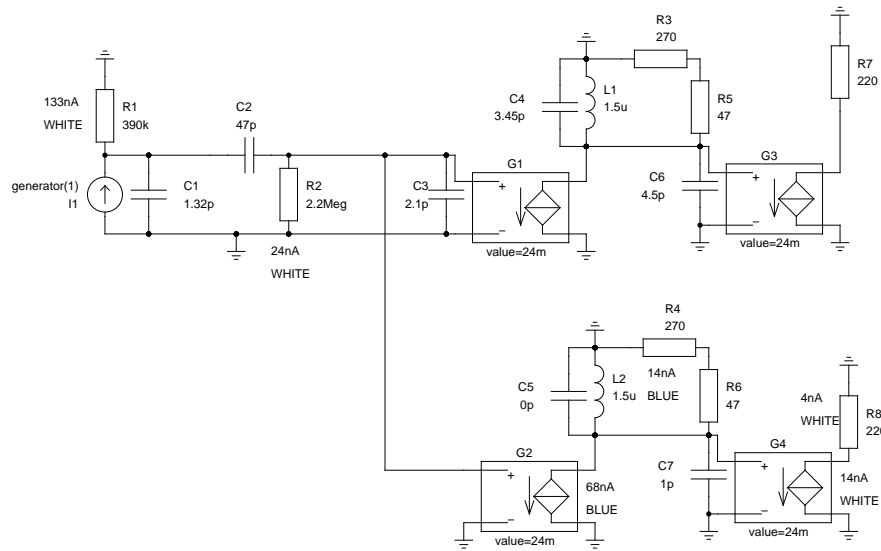 R3
270
R7
220
133nA
WHITE
R1
390k
C2
47p
C4
3.45p
L1
1.5u
R5
47
generator(1)
I1
C1
1.32p
R2
2.2Meg
C3
2.1p
G1
+
−
value=24m
C6
4.5p
G3
+
−
value=24m
24nA
WHITE
R4
270
14nA
BLUE
C5
0p
L2
1.5u
R6
47
4nA
WHITE
R8
G2
+
−
68nA
BLUE
value=24m
C7
1p
G4
+
−
14nA
WHITE
value=24m